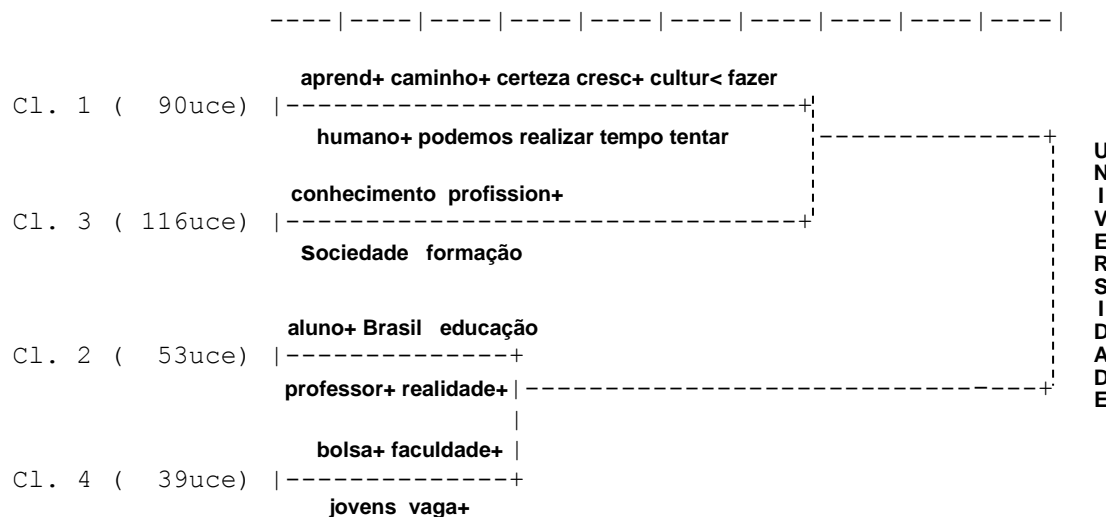 ----|----|----|----|----|----|----|----|----|----|
aprend+ caminho+ certeza cresc+ cultur< fazer
Cl. 1 (  90uce) |--------------------------------+
humano+ podemos realizar tempo tentar |--------------+
conhecimento profission+
Cl. 3 ( 116uce) |--------------------------------+
Sociedade formação
aluno+ Brasil educação
Cl. 2 (  53uce) |--------------+
professor+ realidade+ |--------------------------------+
|
bolsa+ faculdade+ |
Cl. 4 (  39uce) |--------------+
jovens vaga+
UNIVERSIDADE